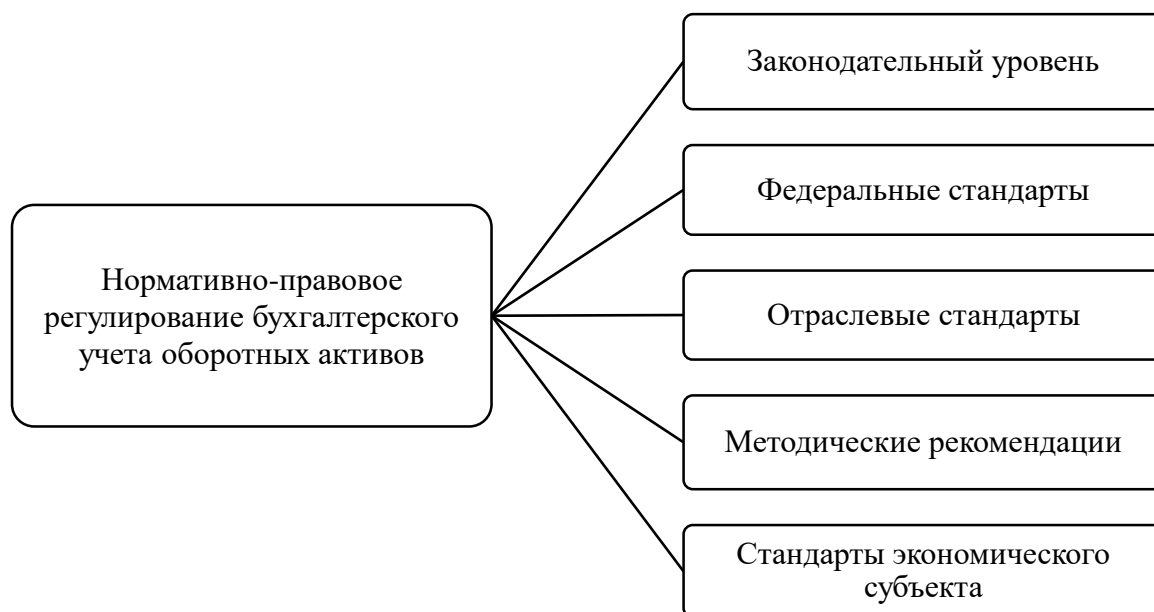 Нормативно-правовое
регулирование бухгалтерского
учета оборотных активов
Законодательный уровень
Федеральные стандарты
Отраслевые стандарты
Методические рекомендации
Стандарты экономического
субъекта